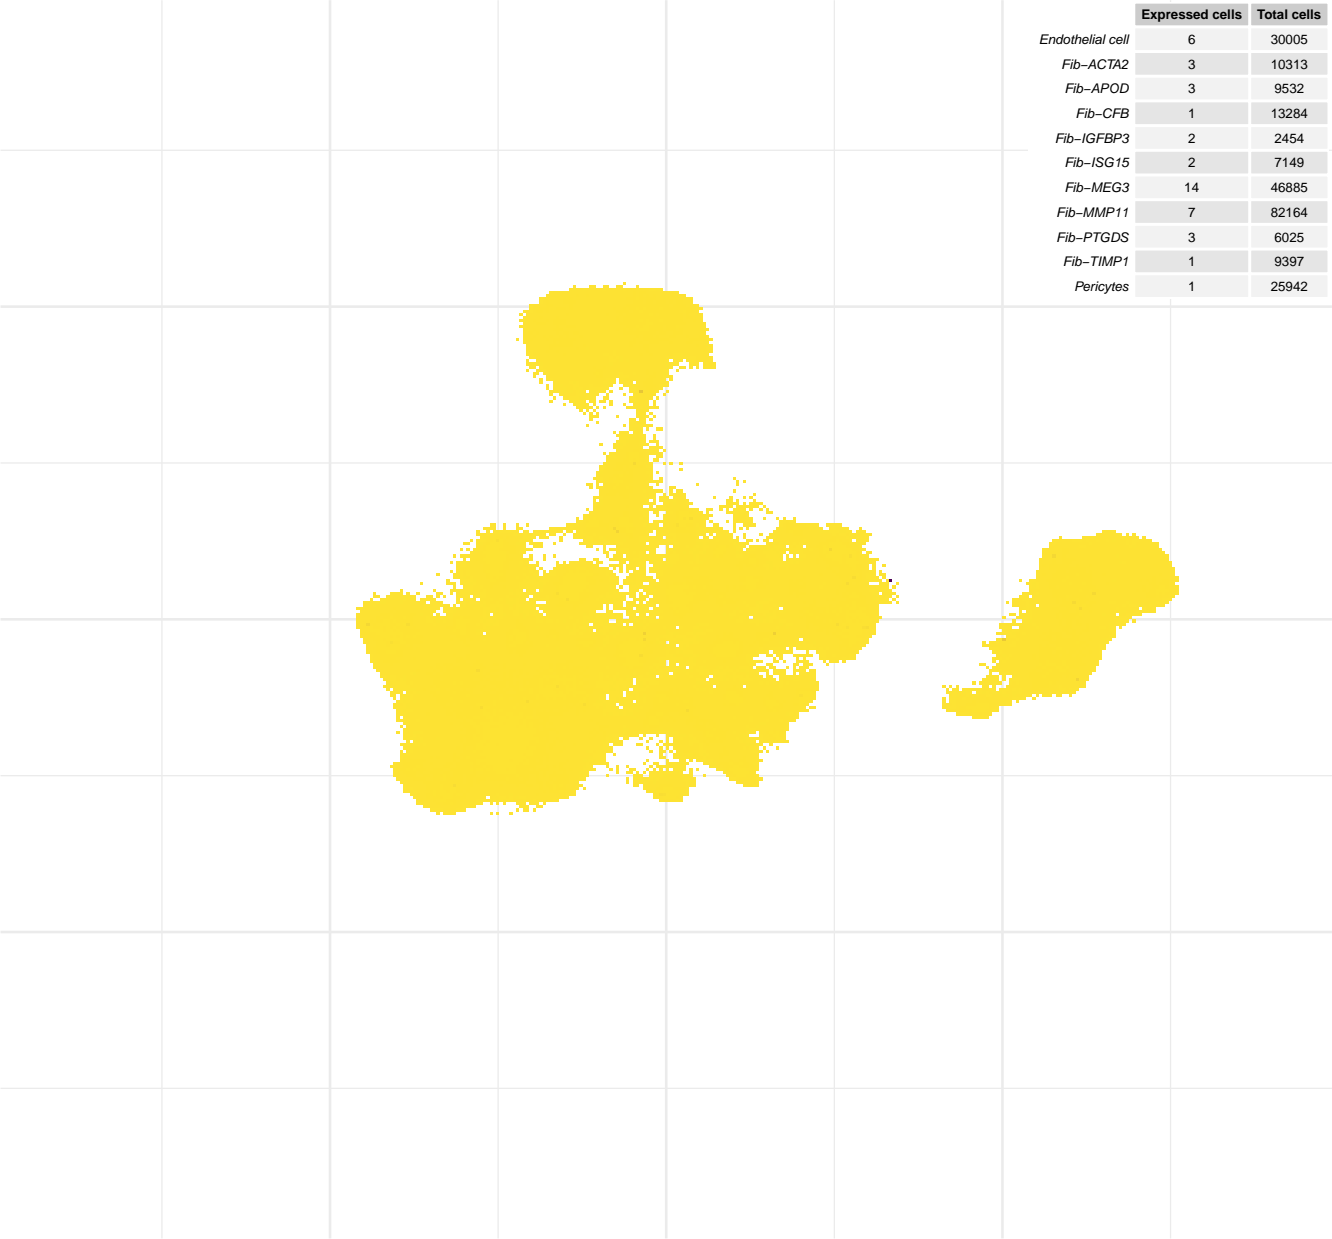 Expressed cells Total cells
Endothelial cell 6 30005
Fib−ACTA2 3 10313
Fib−APOD 3 9532
Fib−CFB 1 13284
Fib−IGFBP3 2 2454
Fib−ISG15 2 7149
Fib−MEG3 14 46885
Fib−MMP11 7 82164
Fib−PTGDS 3 6025
Fib−TIMP1 1 9397
Pericytes 1 25942